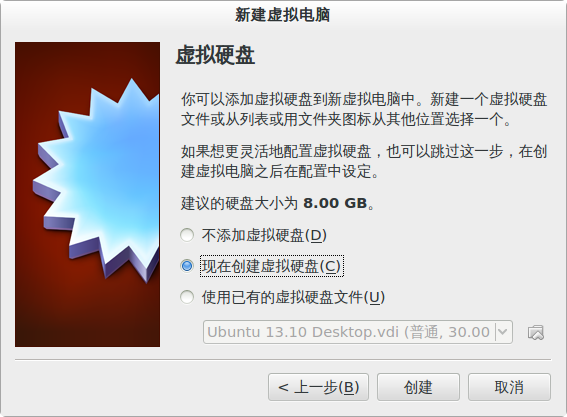 新建虚拟电脑
虚拟硬盘
你可以添加虚拟硬盘到新虚拟电脑中。新建一个虚拟硬盘
文件或从列表或用文件夹图标从其他位置选择一个。
如果想更灵活地配置虚拟硬盘，也可以跳过这一步，在创
建虚拟电脑之后在配置中设定。
建议的硬盘大小为 8.00 GB。
不添加虚拟硬盘(D)
现在创建虚拟硬盘(C)
使用已有的虚拟硬盘文件(U)
Ubuntu 13.10 Desktop.vdi (普通, 30.00
< 上一步(B) 创建 取消